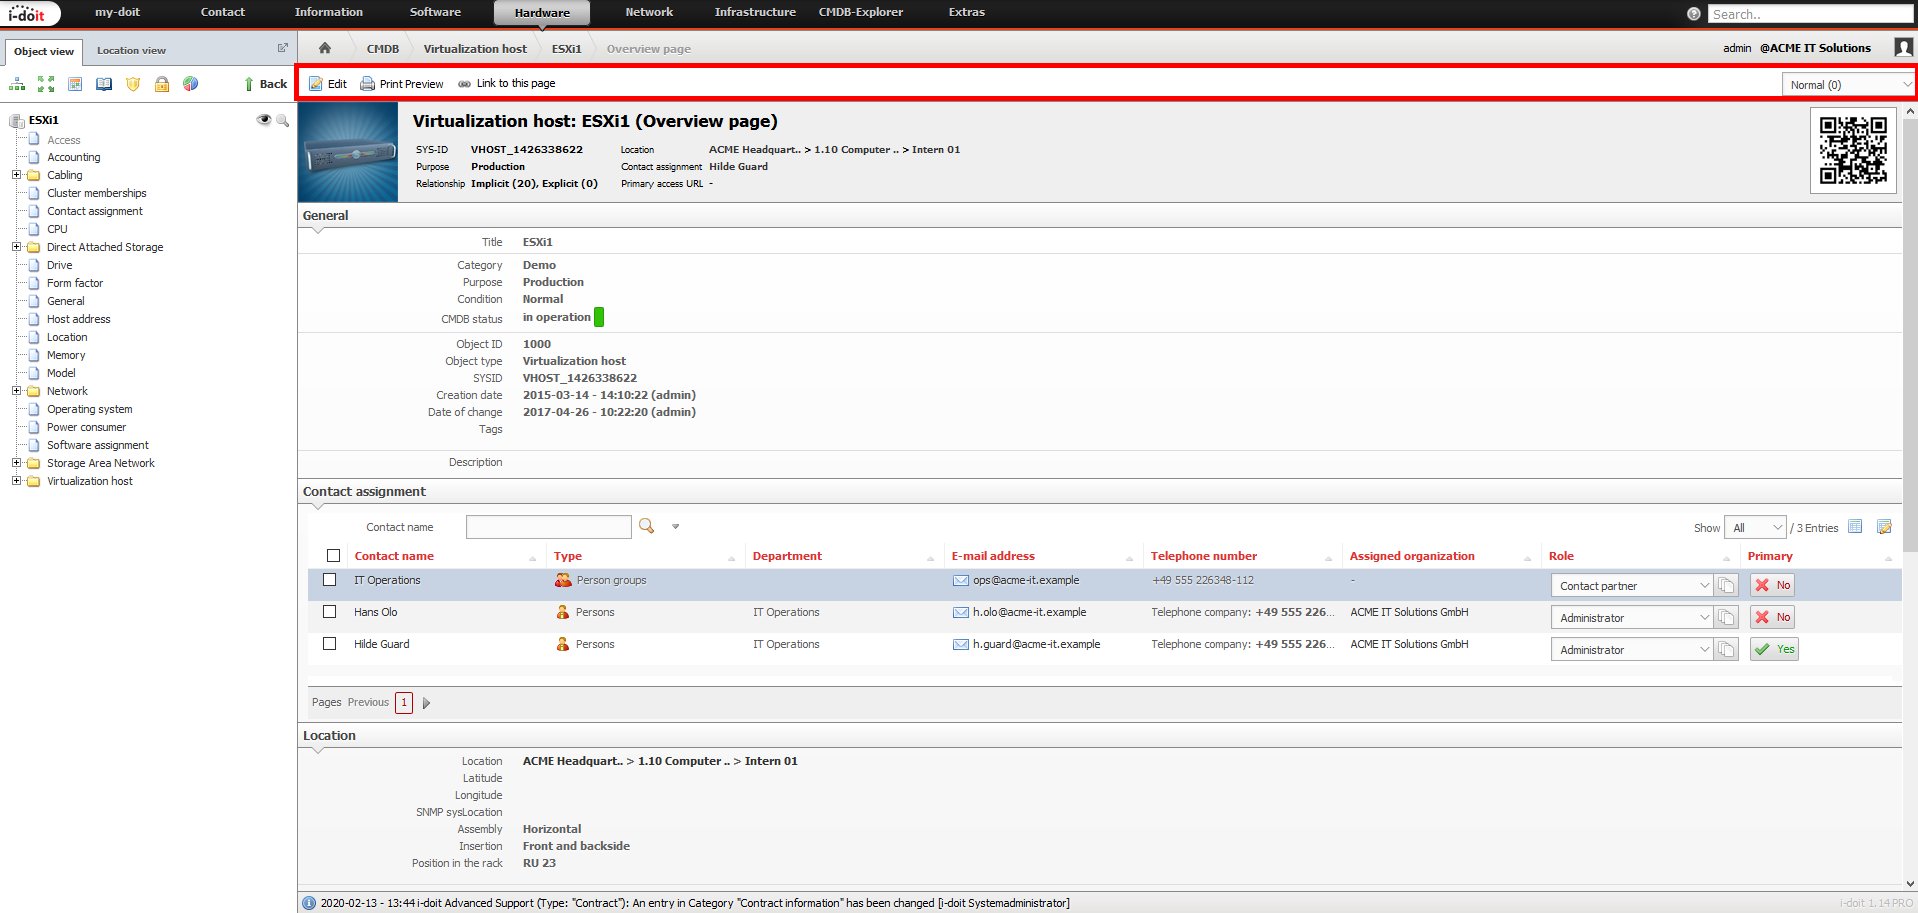 i-doit my-doit Contact Information Software Hardware Network Infrastructure CMDB-Explorer Extras Search..
Object view Location view
CMDB Virtualization host ESXi1 Overview page admin @ACME IT Solutions
Back
Edit Print Preview Link to this page Normal (0)
ESXi1
Access
Accounting
Cabling
Cluster memberships
Contact assignment
CPU
Direct Attached Storage
Drive
Form factor
General
Host address
Location
Memory
Model
Network
Operating system
Power consumer
Software assignment
Storage Area Network
Virtualization host
Virtualization host: ESXi1 (Overview page)
SYS-ID VHOST_1426338622 Location ACME Headquart.. > 1.10 Computer .. > Intern 01
Purpose Production Contact assignment Hilde Guard
Relationship Implicit (20), Explicit (0) Primary access URL -
General
Title ESXi1
Category Demo
Purpose Production
Condition Normal
CMDB status in operation
Object ID 1000
Object type Virtualization host
SYSID VHOST_1426338622
Creation date 2015-03-14 - 14:10:22 (admin)
Date of change 2017-04-26 - 10:22:20 (admin)
Tags
Description
Contact assignment
Contact name Show All / 3 Entries
Contact name Type Department E-mail address Telephone number Assigned organization Role Primary
IT Operations Person groups ops@acme-it.example +49 555 226348-112 - Contact partner No
Hans Olo Persons IT Operations h.olo@acme-it.example Telephone company: +49 555 226... ACME IT Solutions GmbH Administrator No
Hilde Guard Persons IT Operations h.guard@acme-it.example Telephone company: +49 555 226... ACME IT Solutions GmbH Administrator Yes
Pages Previous 1
Location
Location ACME Headquart.. > 1.10 Computer .. > Intern 01
Latitude
Longitude
SNMP sysLocation
Assembly Horizontal
Insertion Front and backside
Position in the rack RU 23
2020-02-13 - 13:44 i-doit Advanced Support (Type: "Contract"): An entry in Category "Contract information" has been changed [i-doit Systemadministrator] i-doit 1.14 PRO